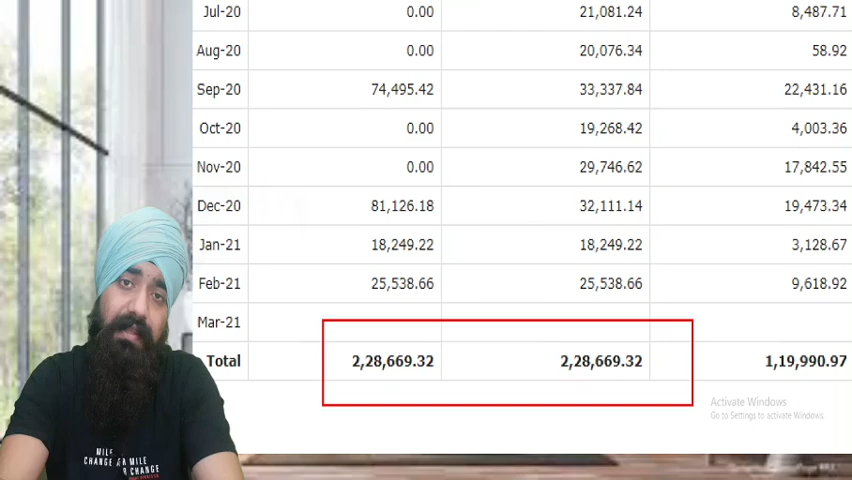 Jul-20 0.00 21,081.24 8,487.71
Aug-20 0.00 20,076.34 58.92
Sep-20 74,495.42 33,337.84 22,431.16
Oct-20 0.00 19,268.42 4,003.36
Nov-20 0.00 29,746.62 17,842.55
Dec-20 81,126.18 32,111.14 19,473.34
Jan-21 18,249.22 18,249.22 3,128.67
Feb-21 25,538.66 25,538.66 9,618.92
Mar-21
Total 2,28,669.32 2,28,669.32 1,19,990.97
Activate Windows
Go to Settings to activate Windows.
MILE
CHANGE A MILE
CHANGE